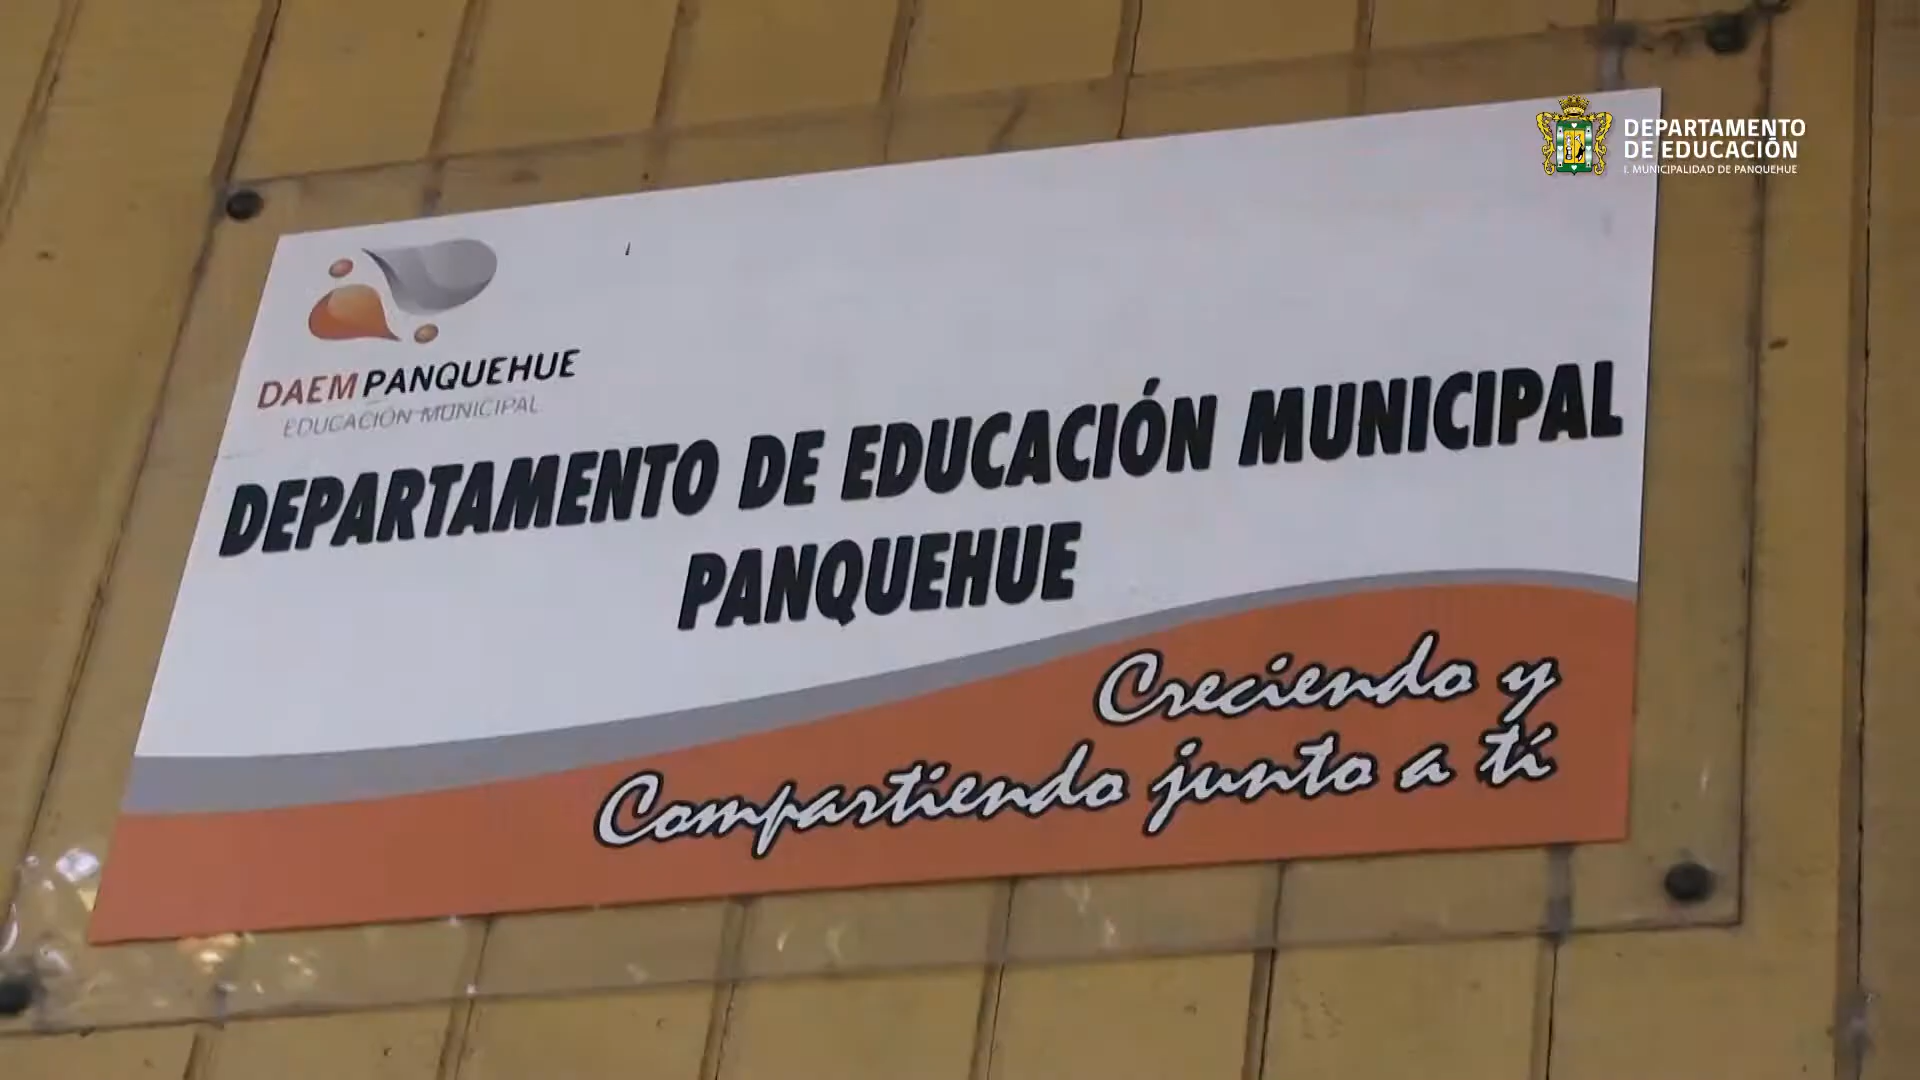 DEPARTAMENTO
DE EDUCACIÓN
I. MUNICIPALIDAD DE PANQUEHUE
DAEM PANQUEHUE
EDUCACIÓN MUNICIPAL
DEPARTAMENTO DE EDUCACIÓN MUNICIPAL
PANQUEHUE
Creciendo y
Compartiendo junto a tí